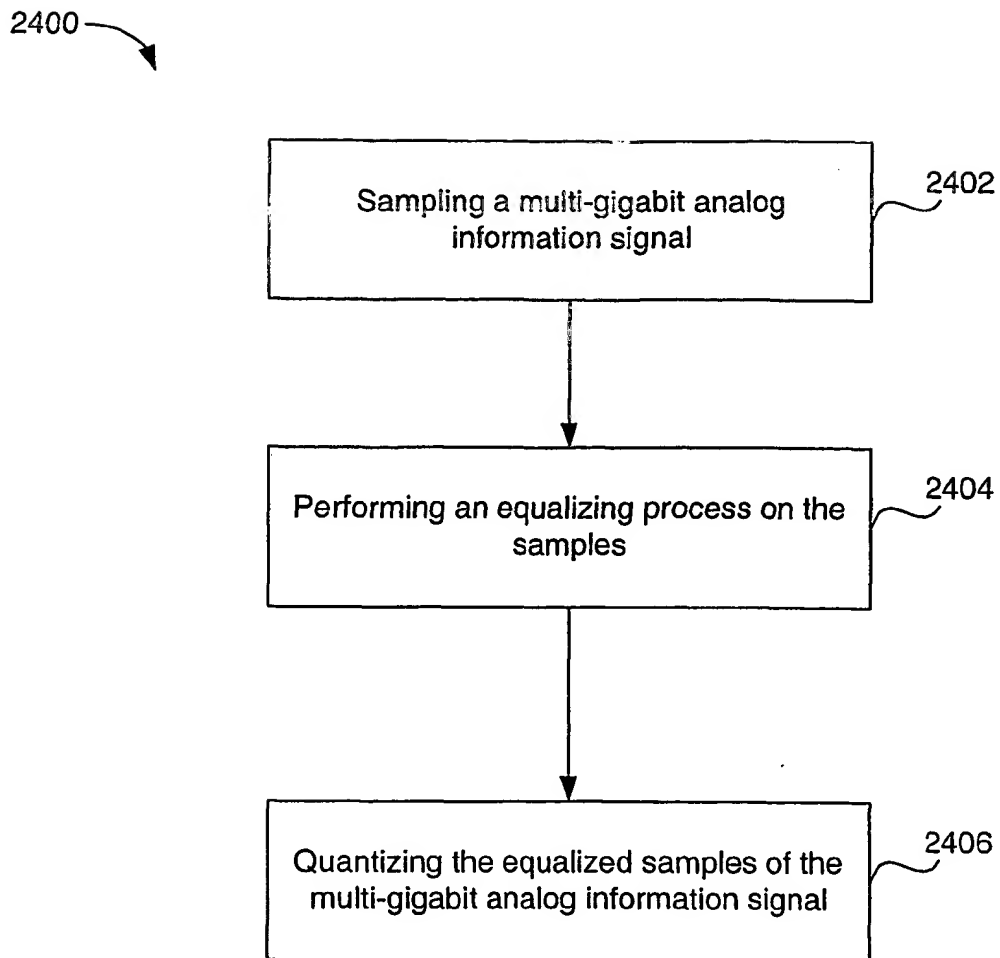 2400
Sampling a multi-gigabit analog
information signal
2402
Performing an equalizing process on the
samples
2404
Quantizing the equalized samples of the
multi-gigabit analog information signal
2406